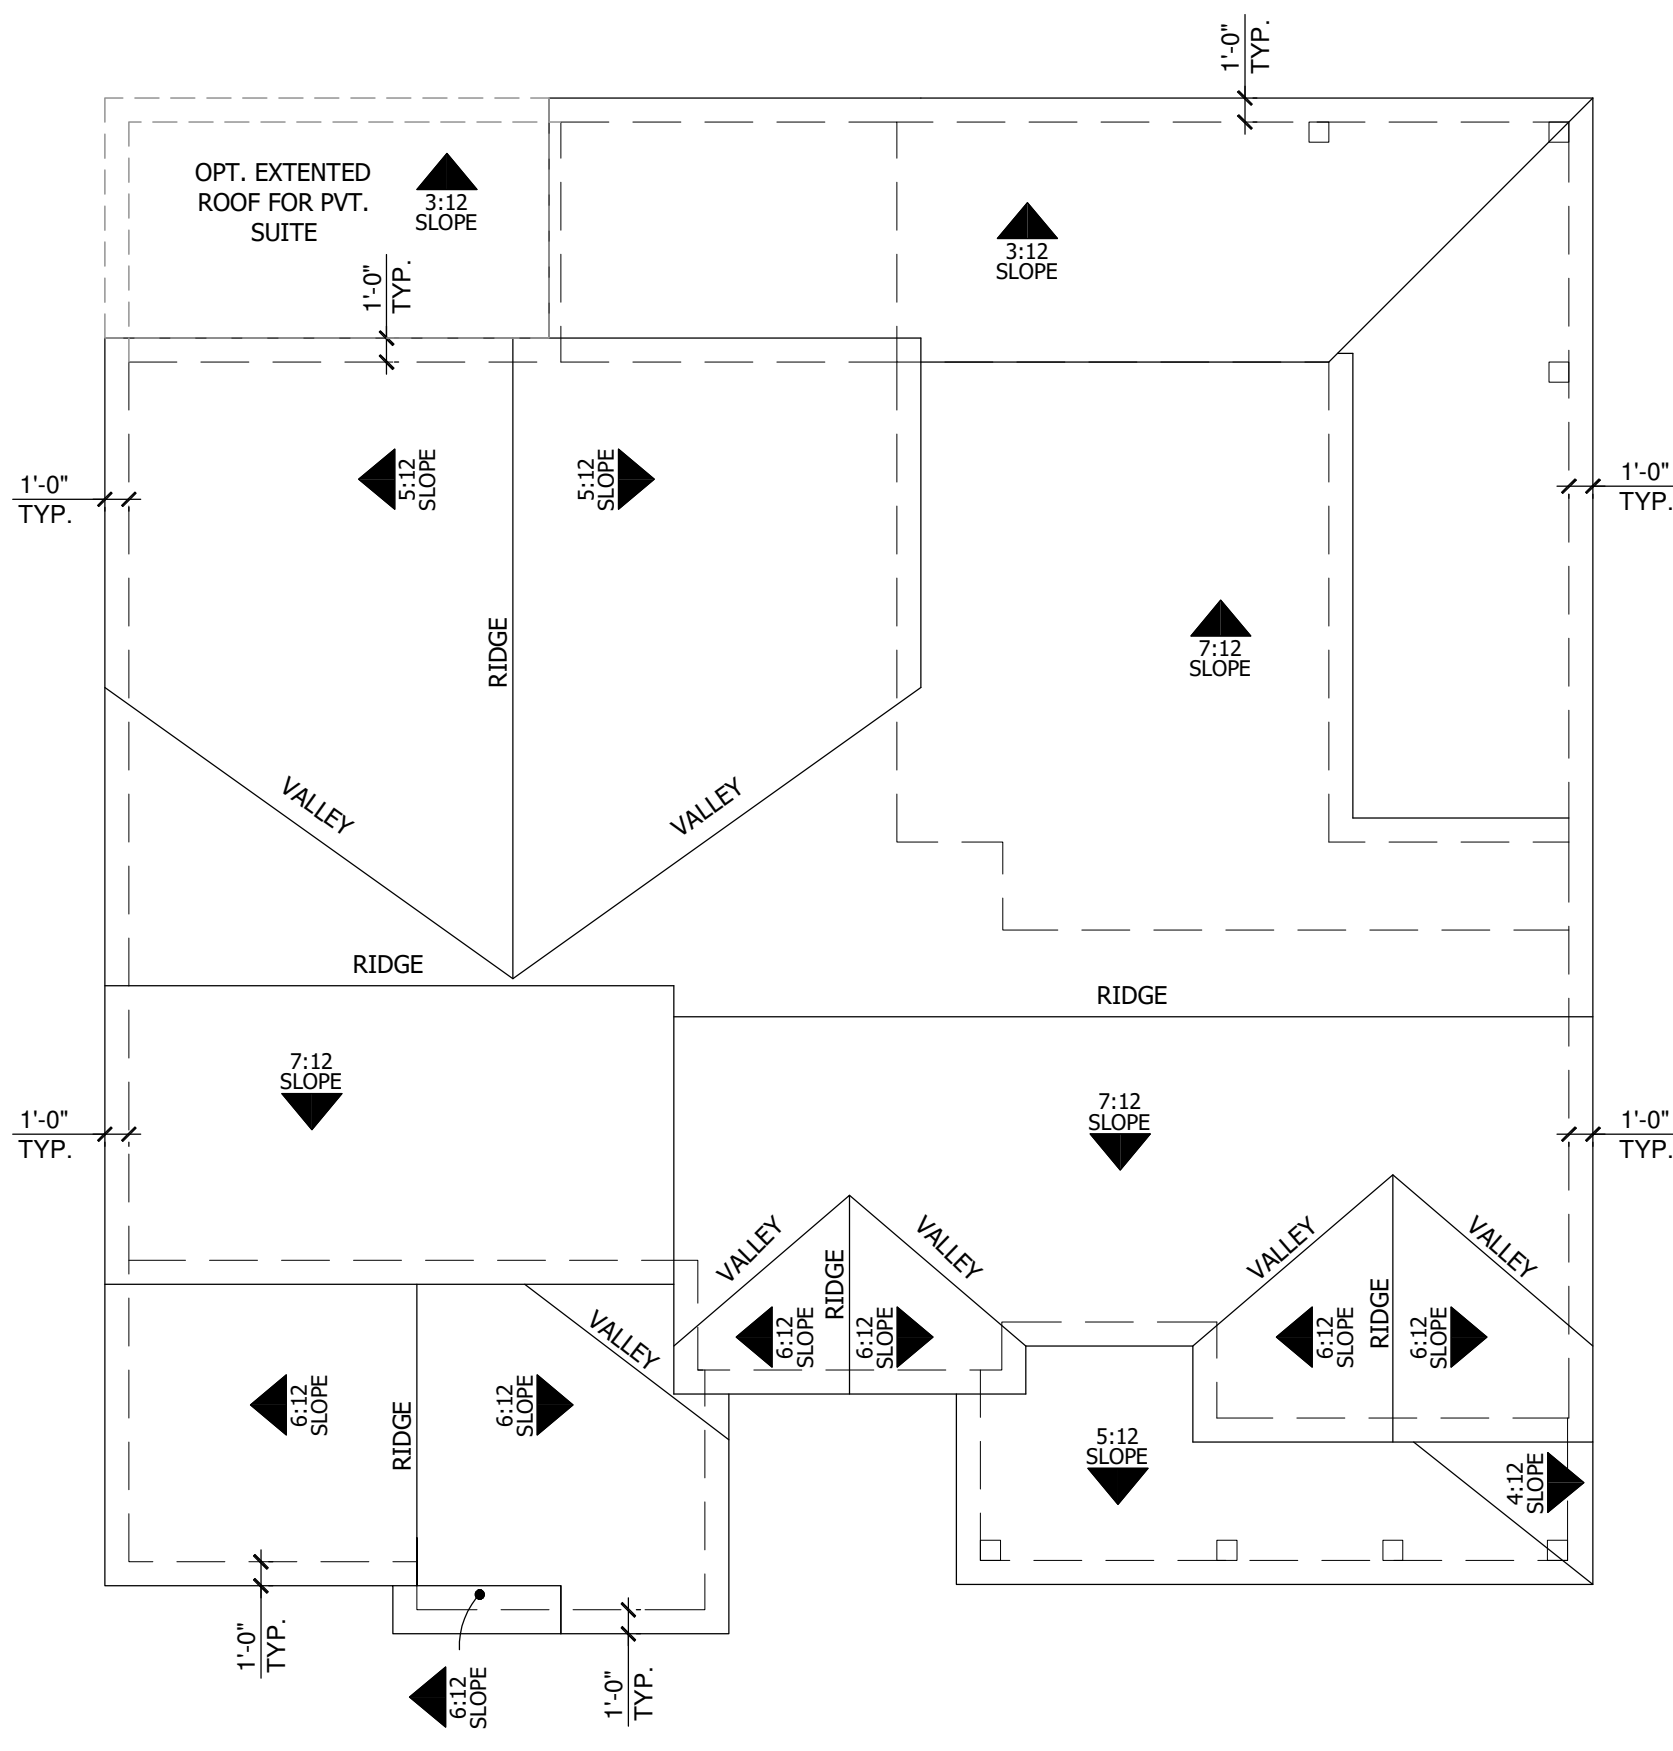 1'-0"
TYP.
OPT. EXTENTED
ROOF FOR PVT.
SUITE
3:12
SLOPE
3:12
SLOPE
1'-0"
TYP.
5:12
SLOPE
5:12
SLOPE
1'-0"
TYP.
1'-0"
TYP.
RIDGE
7:12
SLOPE
VALLEY
VALLEY
RIDGE
RIDGE
7:12
SLOPE
7:12
SLOPE
1'-0"
TYP.
1'-0"
TYP.
VALLEY
VALLEY
VALLEY
VALLEY
RIDGE
RIDGE
6:12
SLOPE
6:12
SLOPE
6:12
SLOPE
6:12
SLOPE
VALLEY
6:12
SLOPE
RIDGE
6:12
SLOPE
5:12
SLOPE
4:12
SLOPE
1'-0"
TYP.
6:12
SLOPE
1'-0"
TYP.